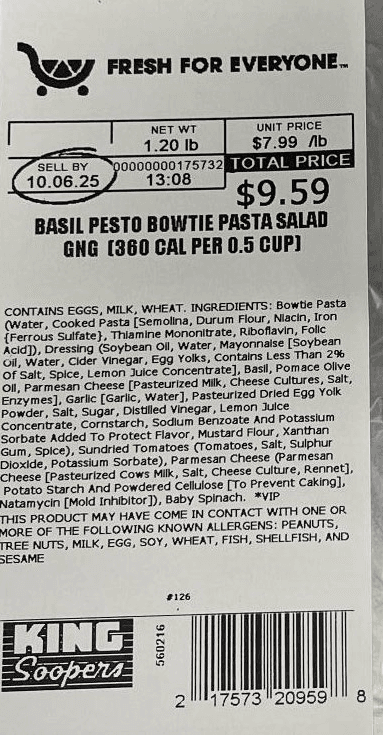 FRESH FOR EVERYONE™
NET WT
1.20 lb
UNIT PRICE
$7.99 /lb
SELL BY
10.06.25
00000000175732
13:08
TOTAL PRICE
$9.59
BASIL PESTO BOWTIE PASTA SALAD
GNG (360 CAL PER 0.5 CUP)
CONTAINS EGGS, MILK, WHEAT. INGREDIENTS: Bowtie Pasta
(Water, Cooked Pasta [Semolina, Durum Flour, Niacin, Iron
{Ferrous Sulfate}, Thiamine Mononitrate, Riboflavin, Folic
Acid]), Dressing (Soybean Oil, Water, Mayonnaise [Soybean
Oil, Water, Cider Vinegar, Egg Yolks, Contains Less Than 2%
Of Salt, Spice, Lemon Juice Concentrate], Basil, Pomace Olive
Oil, Parmesan Cheese [Pasteurized Milk, Cheese Cultures, Salt,
Enzymes], Garlic [Garlic, Water], Pasteurized Dried Egg Yolk
Powder, Salt, Sugar, Distilled Vinegar, Lemon Juice
Concentrate, Cornstarch, Sodium Benzoate And Potassium
Sorbate Added To Protect Flavor, Mustard Flour, Xanthan
Gum, Spice), Sundried Tomatoes (Tomatoes, Salt, Sulphur
Dioxide, Potassium Sorbate), Parmesan Cheese (Parmesan
Cheese [Pasteurized Cows Milk, Salt, Cheese Culture, Rennet],
Potato Starch And Powdered Cellulose [To Prevent Caking],
Natamycin [Mold Inhibitor]), Baby Spinach. *VIP
THIS PRODUCT MAY HAVE COME IN CONTACT WITH ONE OR
MORE OF THE FOLLOWING KNOWN ALLERGENS: PEANUTS,
TREE NUTS, MILK, EGG, SOY, WHEAT, FISH, SHELLFISH, AND
SESAME
#126
KING
Soopers
560216
2 17573 20959 8